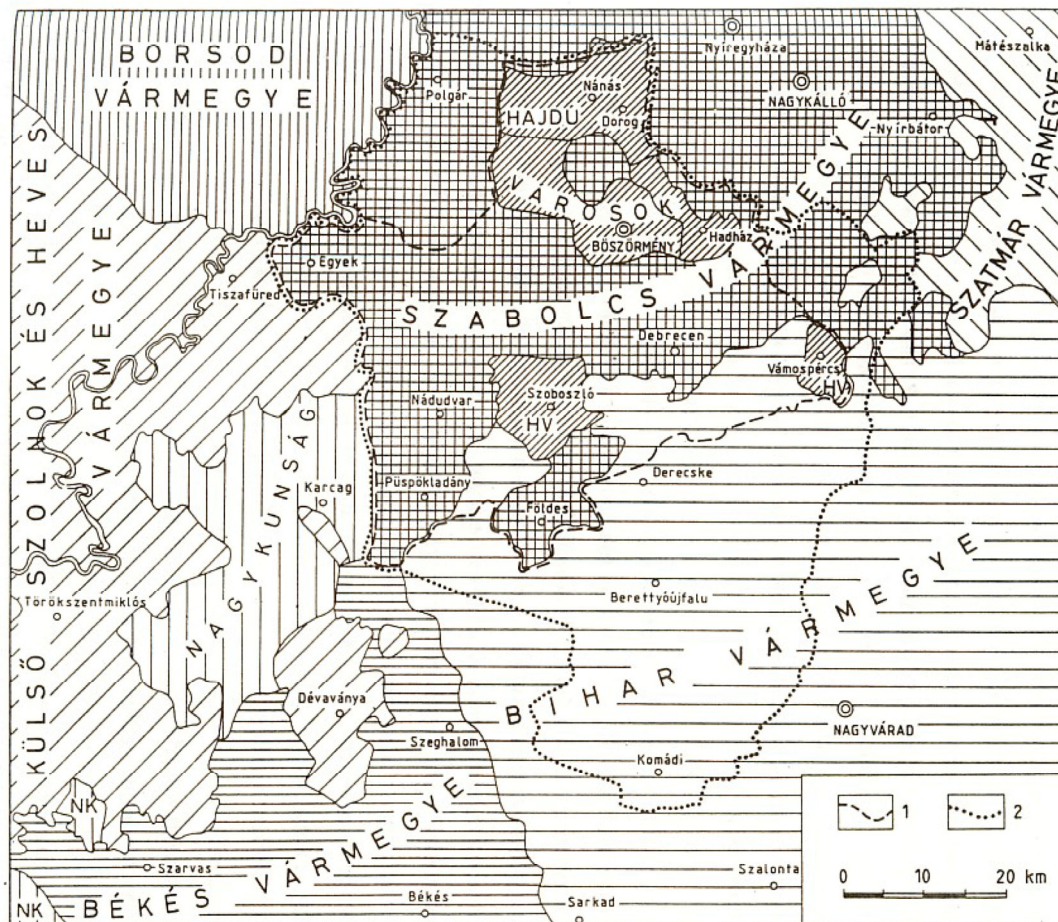 BORSOD
VÁRMEGYE
KÜLSŐ SZOLNOK ÉS HEVES
VÁRMEGYE
Nyíregyháza
Mátészalka
Polgár
Nánás
HAJDÚ
Dorog
NAGYKÁLLÓ
Nyírbátor
SZATMÁR VÁRMEGYE
VÁROSOK
BÖSZÖRMÉNY
Hadház
Egyek
Tiszafüred
SZABOLCS VÁRMEGYE
Debrecen
Vámospércs
HV
Nádudvar
Szoboszló
HV
NAGYKUNSÁG
Karcag
Püspökladány
Derecske
Földes
Törökszentmiklós
Berettyóújfalu
BIHAR VÁRMEGYE
Dévaványa
Szeghalom
NAGYVÁRAD
Komádi
NK
1
2
Szarvas
BÉKÉS VÁRMEGYE
Békés
Sarkad
Szalonta
0 10 20 km
NK